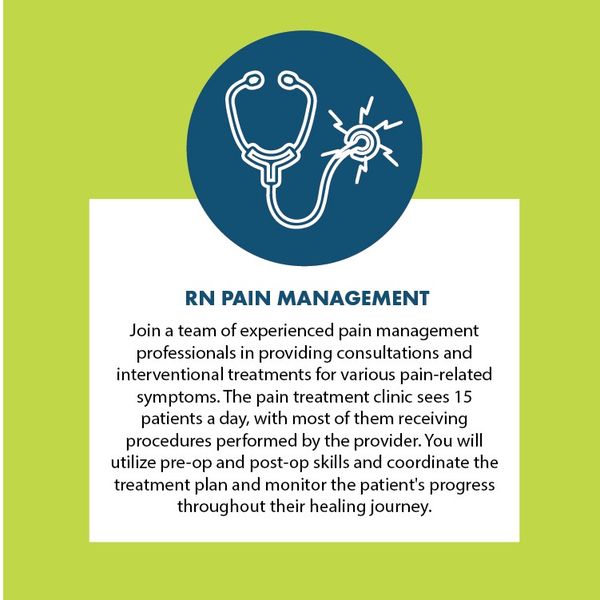 RN PAIN MANAGEMENT
Join a team of experienced pain management
professionals in providing consultations and
interventional treatments for various pain-related
symptoms. The pain treatment clinic sees 15
patients a day, with most of them receiving
procedures performed by the provider. You will
utilize pre-op and post-op skills and coordinate the
treatment plan and monitor the patient's progress
throughout their healing journey.